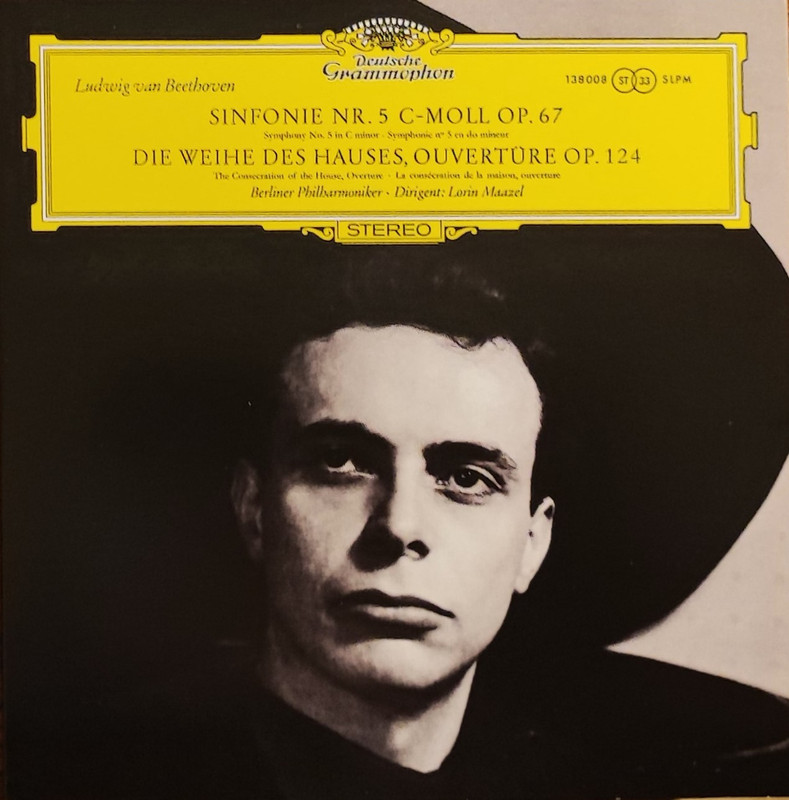 Deutsche
Grammophon
Ludwig van Beethoven
138008 ST 33 SLPM
SINFONIE NR. 5 C-MOLL OP. 67
Symphony No. 5 in C minor · Symphonie n° 5 en do mineur
DIE WEIHE DES HAUSES, OUVERTÜRE OP. 124
The Consecration of the House, Overture · La consécration de la maison, ouverture
Berliner Philharmoniker · Dirigent: Lorin Maazel
STEREO